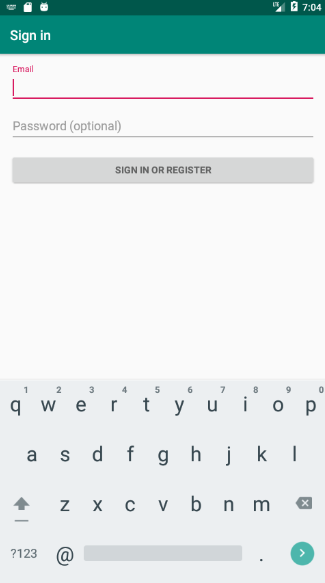 LTE 7:04
Sign in
Email
Password (optional)
SIGN IN OR REGISTER
1 2 3 4 5 6 7 8 9 0
q w e r t y u i o p
a s d f g h j k l
z x c v b n m
?123 @ .